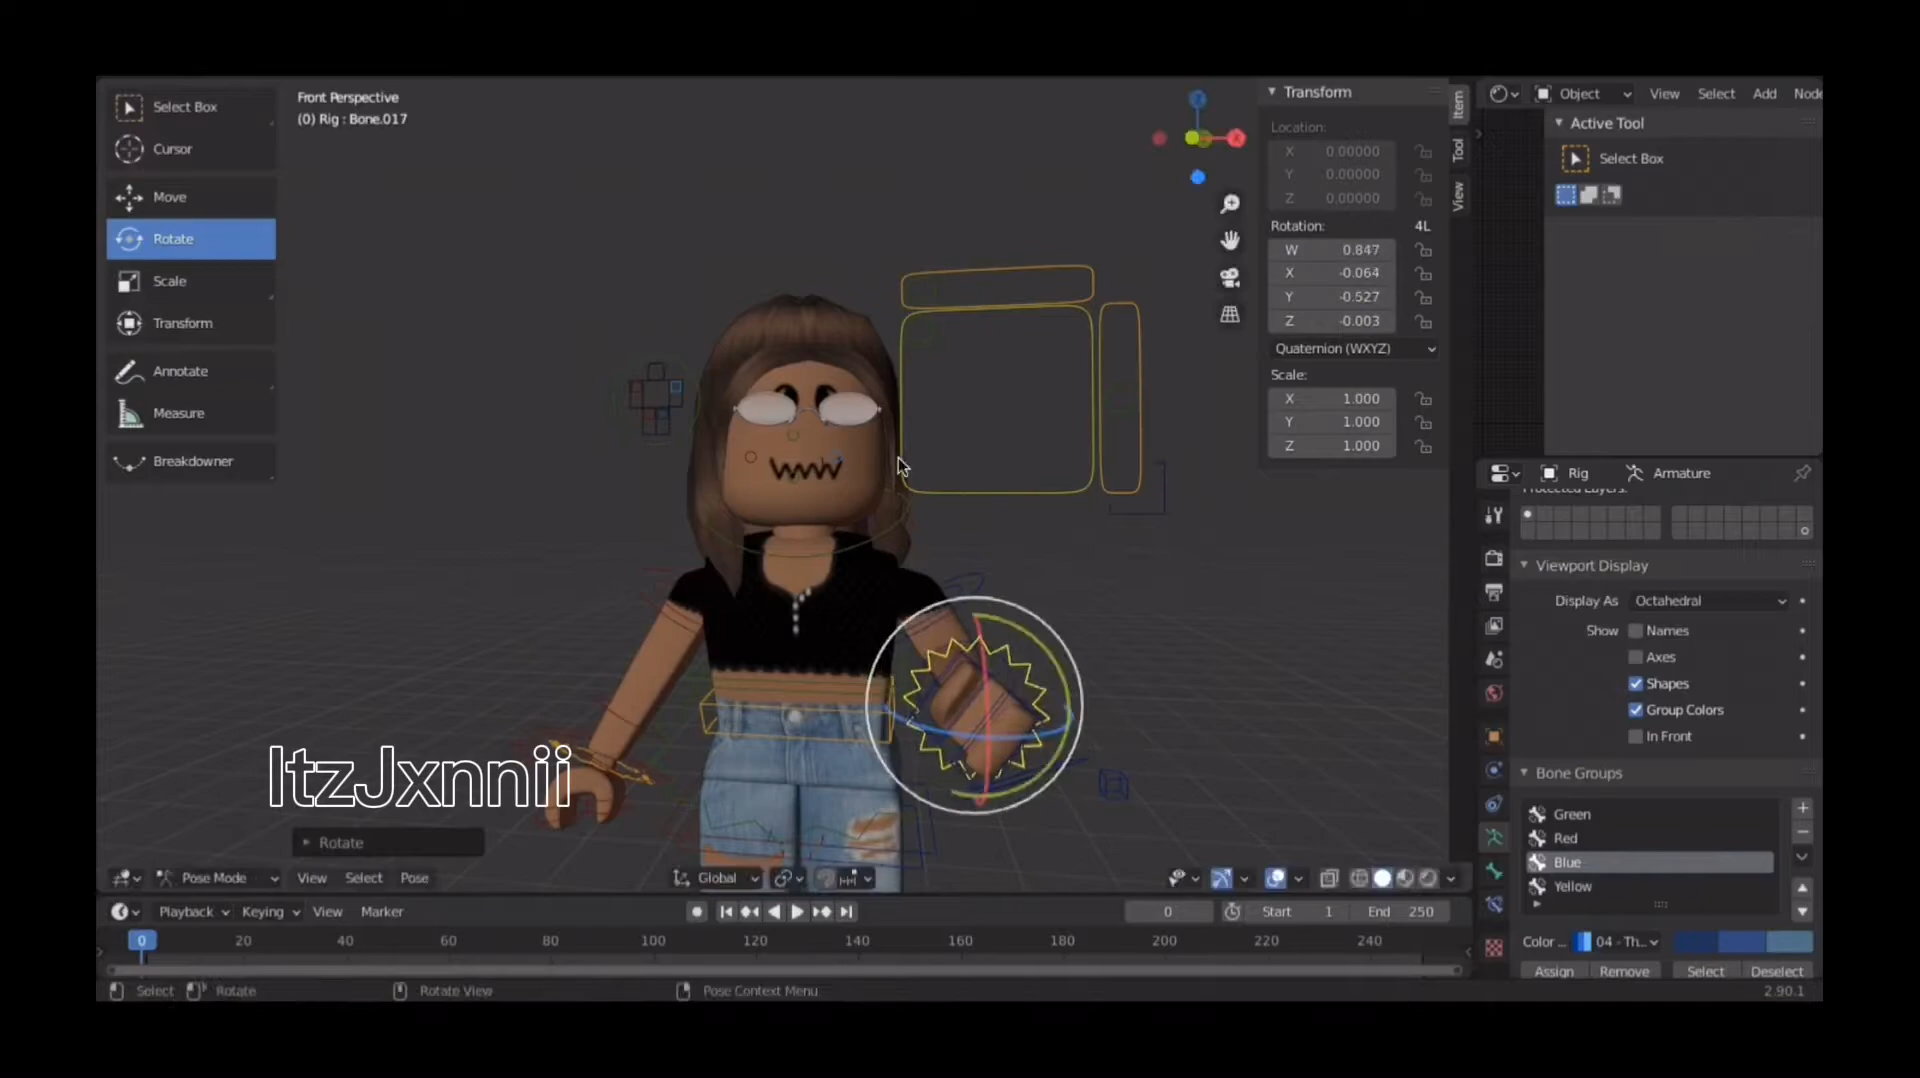 Select Box
Cursor
Move
Rotate
Scale
Transform
Annotate
Measure
Breakdowner
Front Perspective
(0) Rig : Bone.017
X
Transform
Location:
X 0.00000
Y 0.00000
Z 0.00000
Rotation: 4L
W 0.847
X -0.064
Y -0.527
Z -0.003
Quaternion (WXYZ)
Scale:
X 1.000
Y 1.000
Z 1.000
Item
Tool
View
Object View Select Add Node
Active Tool
Select Box
Rig Armature
Protected Layers:
Viewport Display
Display As Octahedral
Show Names
Axes
Shapes
Group Colors
In Front
Bone Groups
Green
Red
Blue
Yellow
Color ... 04 - Th...
Assign Remove Select Deselect
ItzJxnnii
Rotate
Pose Mode View Select Pose
Global
Playback Keying View Marker
0 Start 1 End 250
0 20 40 60 80 100 120 140 160 180 200 220 240
Select Rotate Rotate View Pose Context Menu 2.90.1